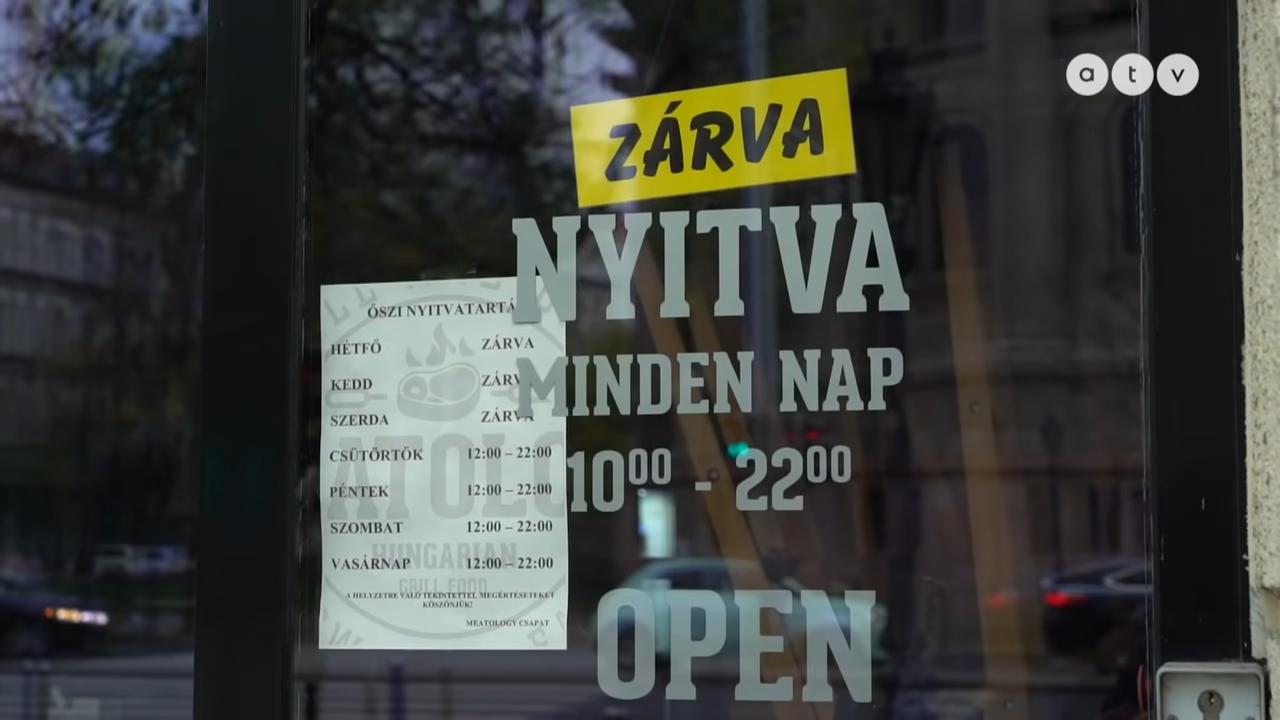 atv
ZÁRVA
NYITVA
MINDEN NAP
10⁰⁰ - 22⁰⁰
OPEN
ŐSZI NYITVATARTÁ
HÉTFŐ ZÁRVA
KEDD ZÁRV
SZERDA ZÁRVA
CSÜTÖRTÖK 12:00 – 22:00
PÉNTEK 12:00 – 22:00
SZOMBAT 12:00 – 22:00
VASÁRNAP 12:00 – 22:00
A HELYZETRE VALÓ TEKINTETTEL MEGÉRTÉSETEKET
KÖSZÖNJÜK!
MEATOLOGY CSAPAT
ATOLO
HUNGARIAN
GRILL FOOD